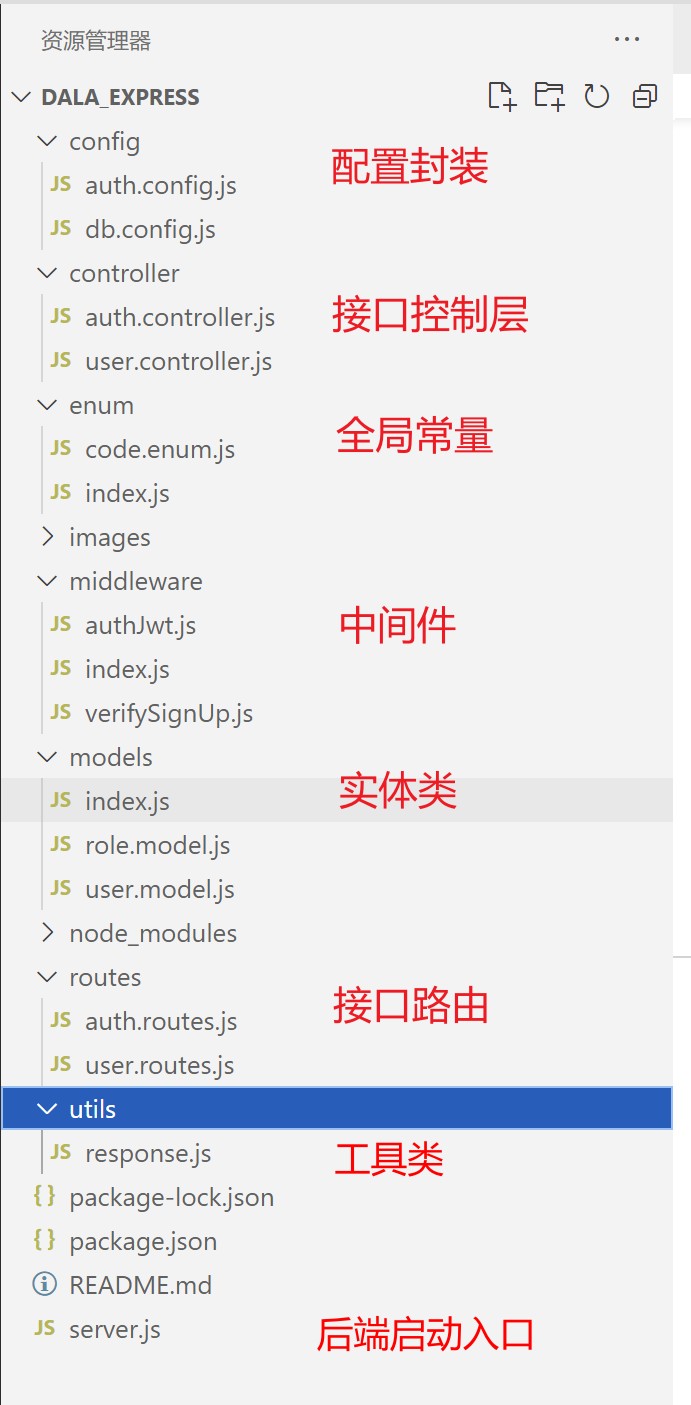 资源管理器
DALA_EXPRESS
config
配置封装
JS auth.config.js
JS db.config.js
controller
接口控制层
JS auth.controller.js
JS user.controller.js
enum
全局常量
JS code.enum.js
JS index.js
images
middleware
中间件
JS authJwt.js
JS index.js
JS verifySignUp.js
models
实体类
JS index.js
JS role.model.js
JS user.model.js
node_modules
routes
接口路由
JS auth.routes.js
JS user.routes.js
utils
JS response.js
工具类
{} package-lock.json
{} package.json
README.md
JS server.js
后端启动入口